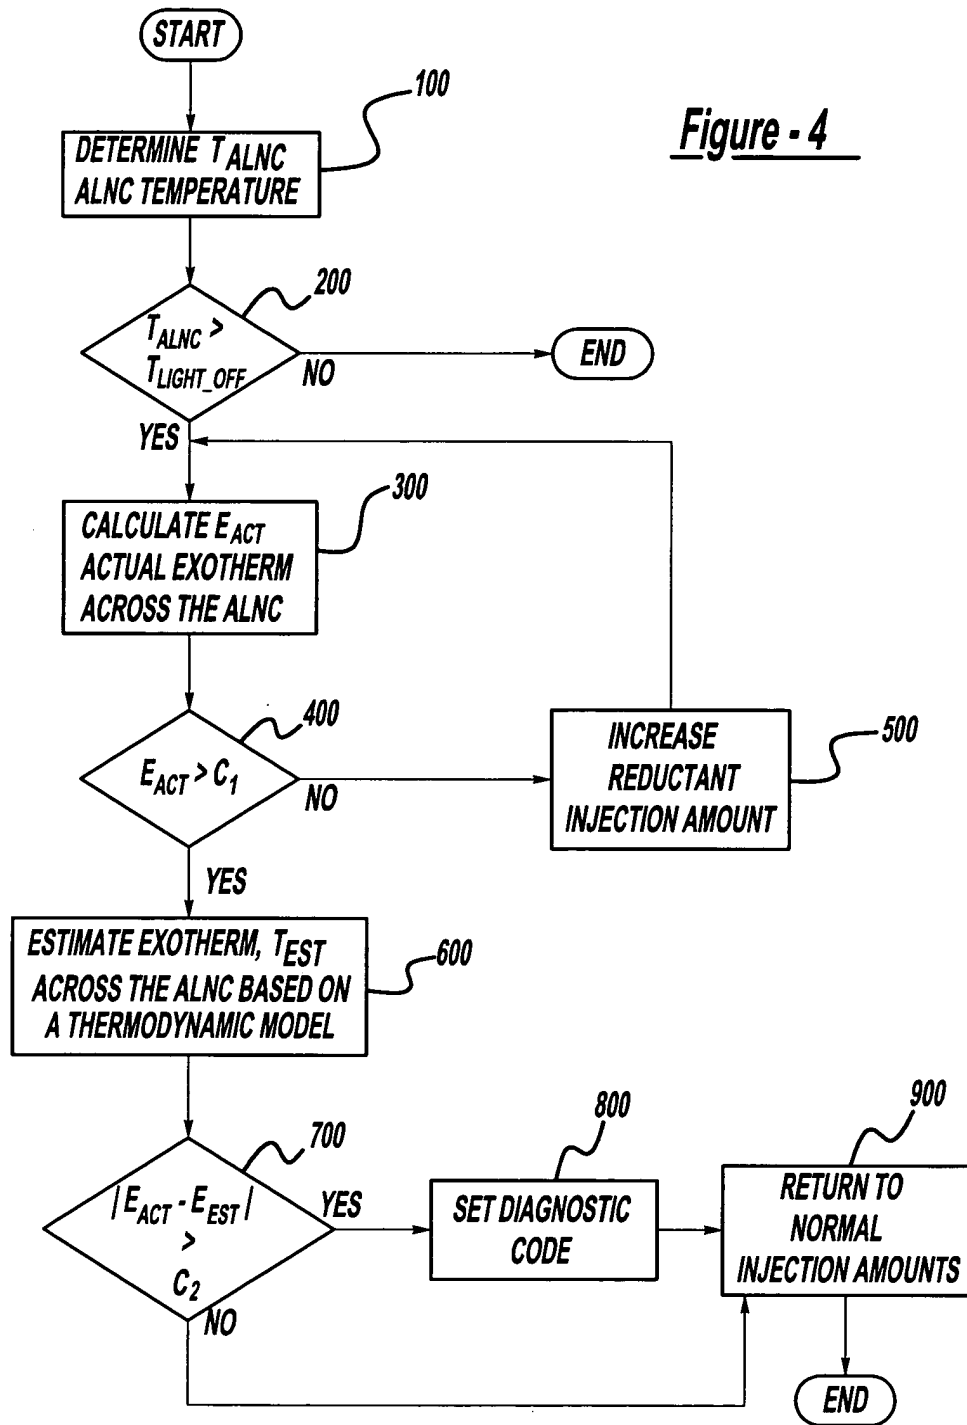 START
100
Figure - 4
DETERMINE T ALNC
ALNC TEMPERATURE
200
T ALNC >
T LIGHT_OFF
NO
END
YES
300
CALCULATE E ACT
ACTUAL EXOTHERM
ACROSS THE ALNC
400
E ACT > C 1
NO
INCREASE
REDUCTANT
INJECTION AMOUNT
500
YES
ESTIMATE EXOTHERM, T EST
ACROSS THE ALNC BASED ON
A THERMODYNAMIC MODEL
600
700
| E ACT - E EST |
>
C 2
YES
NO
800
SET DIAGNOSTIC
CODE
900
RETURN TO
NORMAL
INJECTION AMOUNTS
END